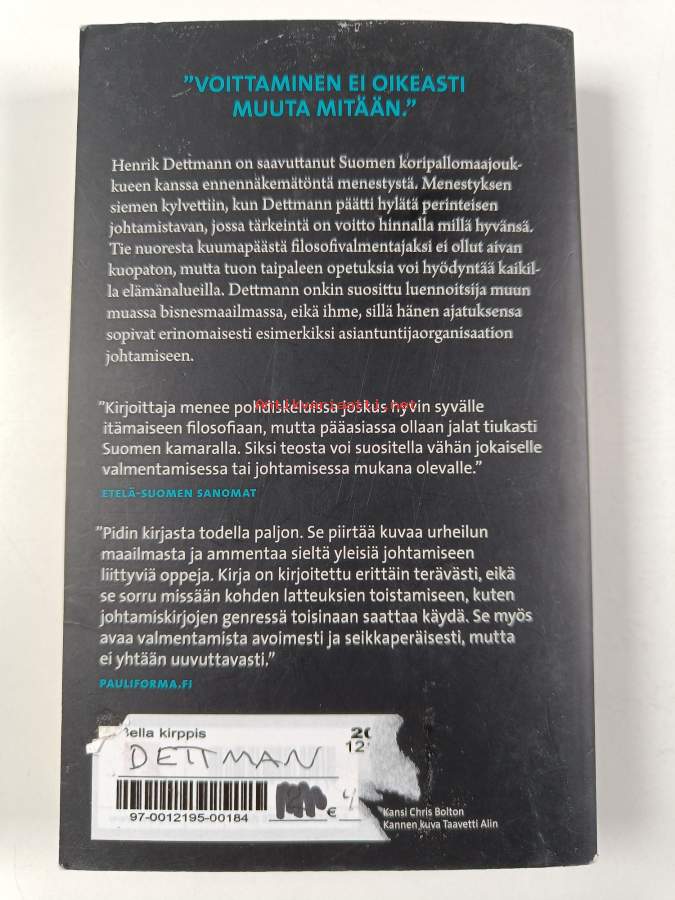 ”VOITTAMINEN EI OIKEASTI
MUUTA MITÄÄN.”
Henrik Dettmann on saavuttanut Suomen koripallomaajouk-
kueen kanssa ennennäkemätöntä menestystä. Menestyksen
siemen kylvettiin, kun Dettmann päätti hylätä perinteisen
johtamistavan, jossa tärkeintä on voitto hinnalla millä hyvänsä.
Tie nuoresta kuumapäästä filosofivalmentajaksi ei ollut aivan
kuopaton, mutta tuon taipaleen opetuksia voi hyödyntää kaikil-
la elämänalueilla. Dettmann onkin suosittu luennoitsija muun
muassa bisnesmaailmassa, eikä ihme, sillä hänen ajatuksensa
sopivat erinomaisesti esimerkiksi asiantuntijaorganisaation
johtamiseen.
Antikvariaatti.net
”Kirjoittaja menee pohdiskeluissa joskus hyvin syvälle
itämaiseen filosofiaan, mutta pääasiassa ollaan jalat tiukasti
Suomen kamaralla. Siksi teosta voi suositella vähän jokaiselle
valmentamisessa tai johtamisessa mukana olevalle.”
ETELÄ-SUOMEN SANOMAT
”Pidin kirjasta todella paljon. Se piirtää kuvaa urheilun
maailmasta ja ammentaa sieltä yleisiä johtamiseen
liittyviä oppeja. Kirja on kirjoitettu erittäin terävästi, eikä
se sorru missään kohden latteuksien toistamiseen, kuten
johtamiskirjojen genressä toisinaan saattaa käydä. Se myös
avaa valmentamista avoimesti ja seikkaperäisesti, mutta
ei yhtään uuvuttavasti.”
PAULIFORMA.FI
ella kirppis
20
12
DETTMAN
€ 4
97-0012195-00184
Kansi Chris Bolton
Kannen kuva Taavetti Alin